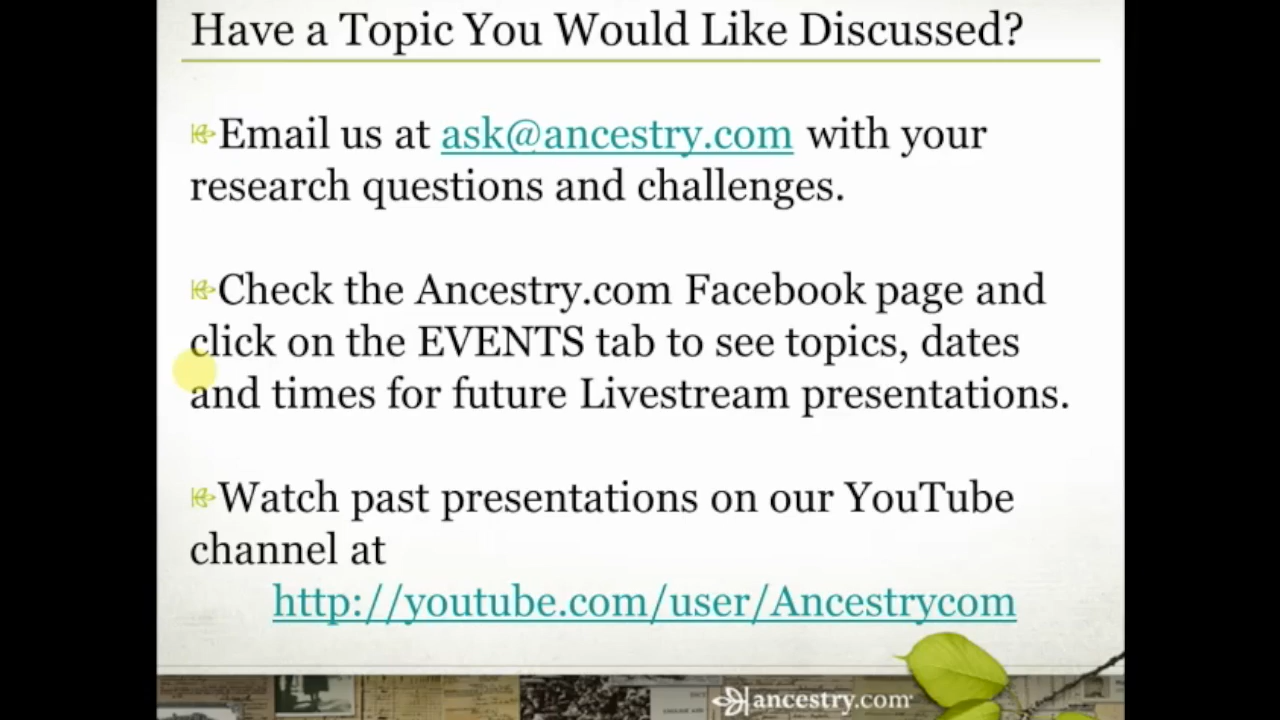 Have a Topic You Would Like Discussed?
Email us at ask@ancestry.com with your
research questions and challenges.
Check the Ancestry.com Facebook page and
click on the EVENTS tab to see topics, dates
and times for future Livestream presentations.
Watch past presentations on our YouTube
channel at
http://youtube.com/user/Ancestrycom
ancestry.com